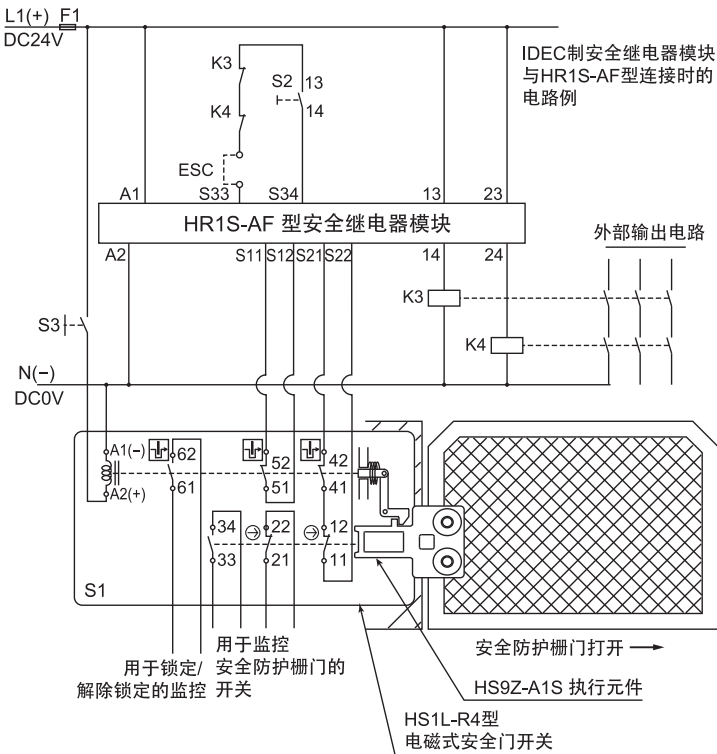 L1(+) F1
DC24V
IDEC制安全继电器模块
与HR1S-AF型连接时的
电路例
K3
S2 13
K4 14
ESC
A1 S33 S34 13 23
HR1S-AF 型安全继电器模块
A2 S11 S12 S21 S22 14 24
外部输出电路
K3
S3
K4
N(-)
DC0V
A1(-) 62 52 42
A2(+) 61 51 41
34 22 12
33 21 11
S1
用于锁定/
解除锁定的监控
用于监控
安全防护栅门的
开关
安全防护栅门打开
HS9Z-A1S 执行元件
HS1L-R4型
电磁式安全门开关